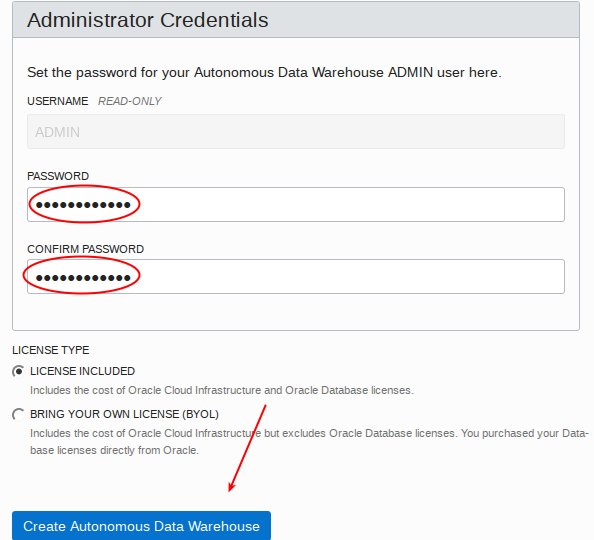 Administrator Credentials
Set the password for your Autonomous Data Warehouse ADMIN user here.
USERNAME READ-ONLY
ADMIN
PASSWORD
●●●●●●●●●●●●
CONFIRM PASSWORD
●●●●●●●●●●●●
LICENSE TYPE
LICENSE INCLUDED
Includes the cost of Oracle Cloud Infrastructure and Oracle Database licenses.
BRING YOUR OWN LICENSE (BYOL)
Includes the cost of Oracle Cloud Infrastructure but excludes Oracle Database licenses. You purchased your Data-
base licenses directly from Oracle.
Create Autonomous Data Warehouse